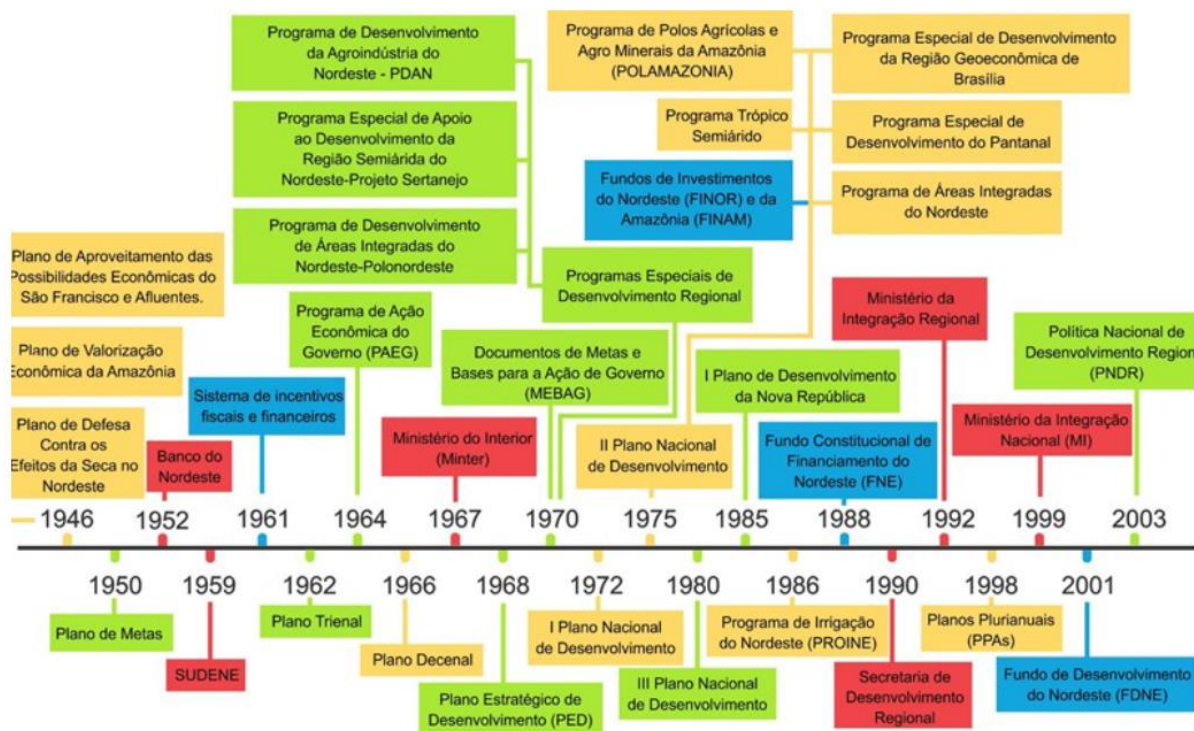 Programa de Desenvolvimento
da Agroindústria do
Nordeste - PDAN
Programa Especial de Apoio
ao Desenvolvimento da
Região Semiárida do
Nordeste-Projeto Sertanejo
Programa de Desenvolvimento
de Áreas Integradas do
Nordeste-Polonordeste
Programa de Polos Agrícolas e
Agro Minerais da Amazônia
(POLAMAZONIA)
Programa Especial de Desenvolvimento
da Região Geoeconômica de
Brasília
Programa Trópico
Semiárido
Programa Especial de
Desenvolvimento do Pantanal
Fundos de Investimentos
do Nordeste (FINOR) e da
Amazônia (FINAM)
Programa de Áreas Integradas
do Nordeste
Plano de Aproveitamento das
Possibilidades Econômicas do
São Francisco e Afluentes.
Plano de Valorização
Econômica da Amazônia
Plano de Defesa
Contra os
Efeitos da Seca no
Nordeste
Banco do
Nordeste
Sistema de incentivos
fiscais e financeiros
Programa de Ação
Econômica do
Governo (PAEG)
Ministério do Interior
(Minter)
Programas Especiais de
Desenvolvimento Regional
Documentos de Metas e
Bases para a Ação de Governo
(MEBAG)
II Plano Nacional
de Desenvolvimento
I Plano de Desenvolvimento
da Nova República
Fundo Constitucional de
Financiamento do
Nordeste (FNE)
Ministério da
Integração Regional
Ministério da Integração
Nacional (MI)
Política Nacional de
Desenvolvimento Region
(PNDR)
1946 1952 1961 1964 1967 1970 1975 1985 1988 1992 1999 2003
1950 1959 1962 1966 1968 1972 1980 1986 1990 1998 2001
Plano de Metas
SUDENE
Plano Trienal
Plano Decenal
Plano Estratégico de
Desenvolvimento (PED)
I Plano Nacional
de Desenvolvimento
III Plano Nacional
de Desenvolvimento
Programa de Irrigação
do Nordeste (PROINE)
Secretaria de
Desenvolvimento
Regional
Planos Plurianuais
(PPAs)
Fundo de Desenvolvimento
do Nordeste (FDNE)